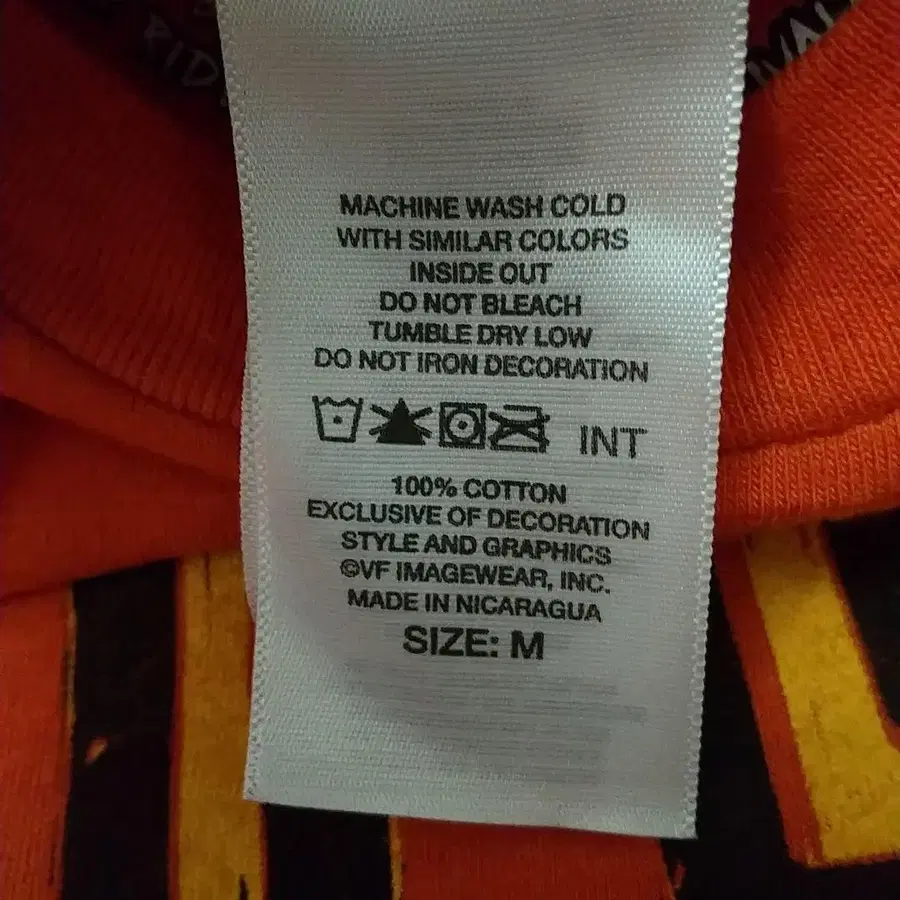 MACHINE WASH COLD
WITH SIMILAR COLORS
INSIDE OUT
DO NOT BLEACH
TUMBLE DRY LOW
DO NOT IRON DECORATION
INT
100% COTTON
EXCLUSIVE OF DECORATION
STYLE AND GRAPHICS
©VF IMAGEWEAR, INC.
MADE IN NICARAGUA
SIZE: M